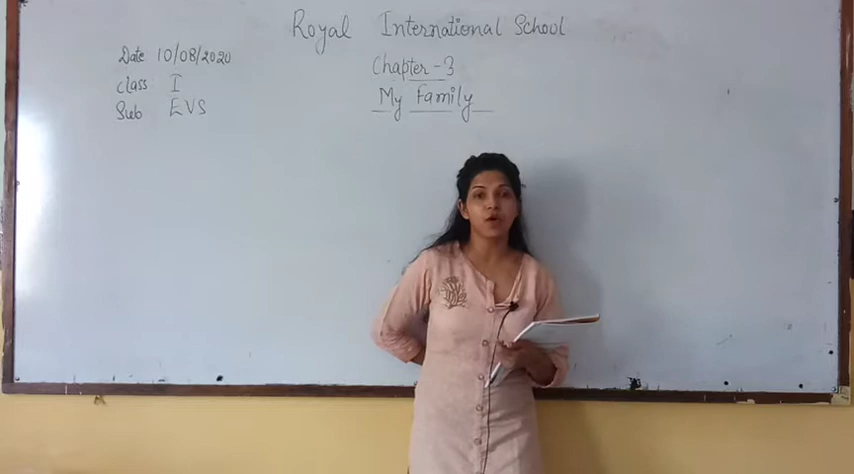 Royal International School
Date 10/08/2020
Chapter - 3
class I
My Family
Sub EVS